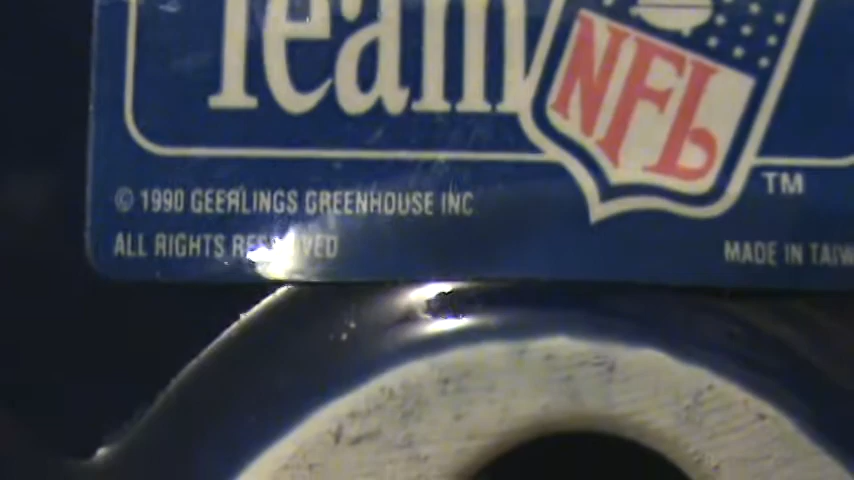 Team
NFL
TM
© 1990 GEERLINGS GREENHOUSE INC
ALL RIGHTS
MADE IN